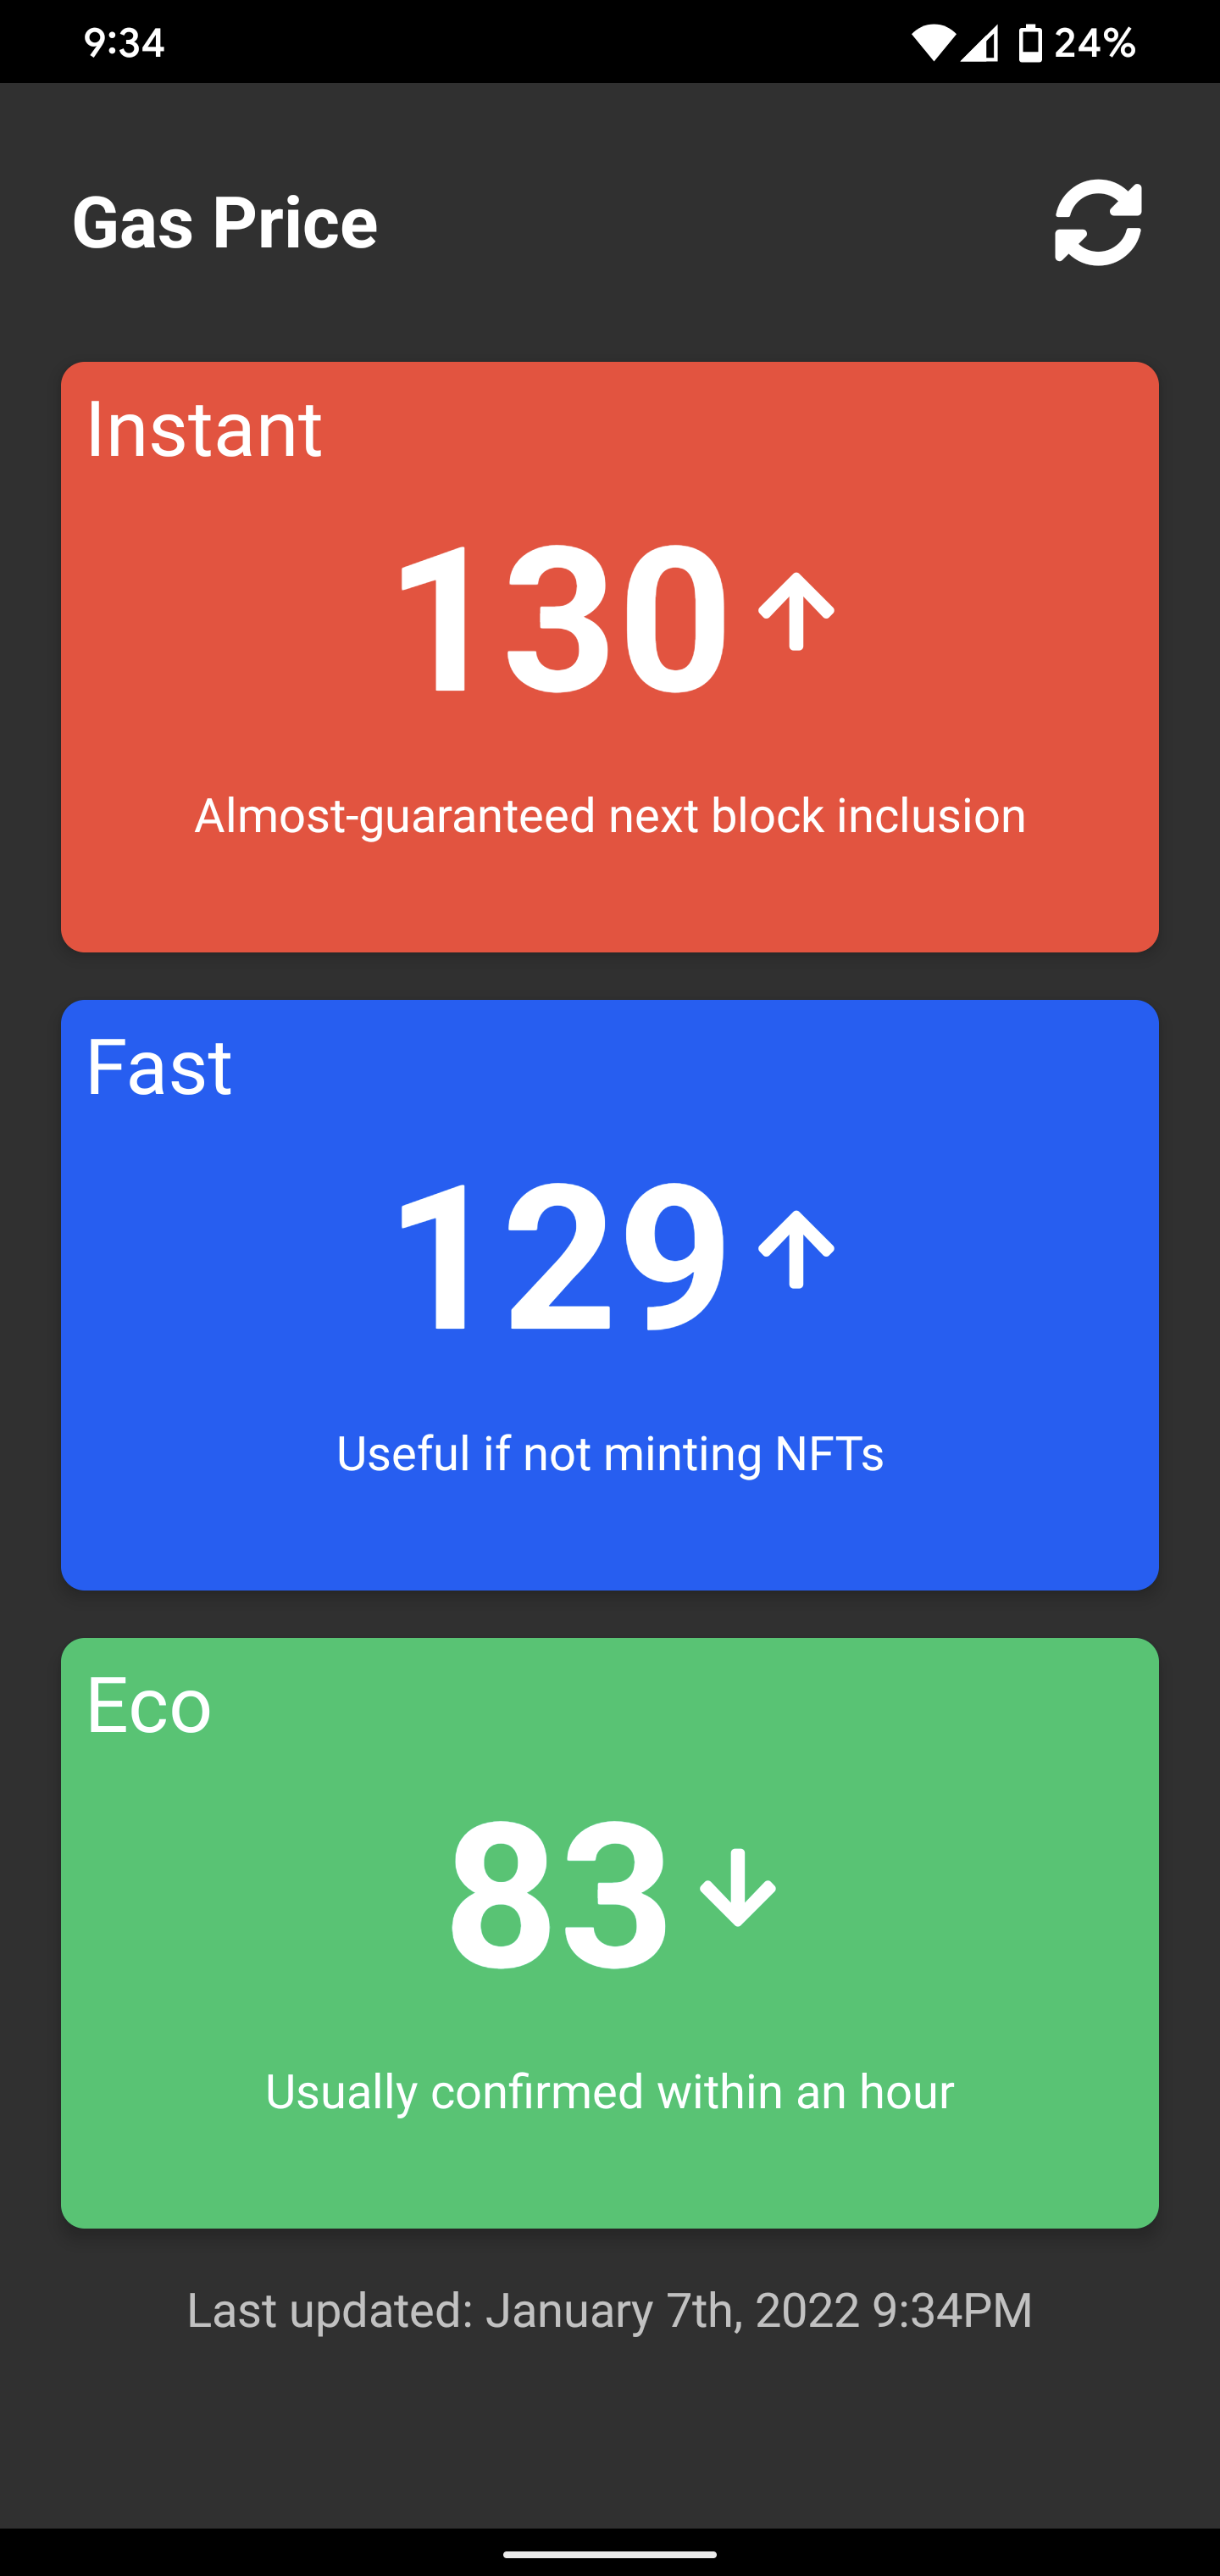 9:34
24%
Gas Price
Instant
130
Almost-guaranteed next block inclusion
Fast
129
Useful if not minting NFTs
Eco
83
Usually confirmed within an hour
Last updated: January 7th, 2022 9:34PM